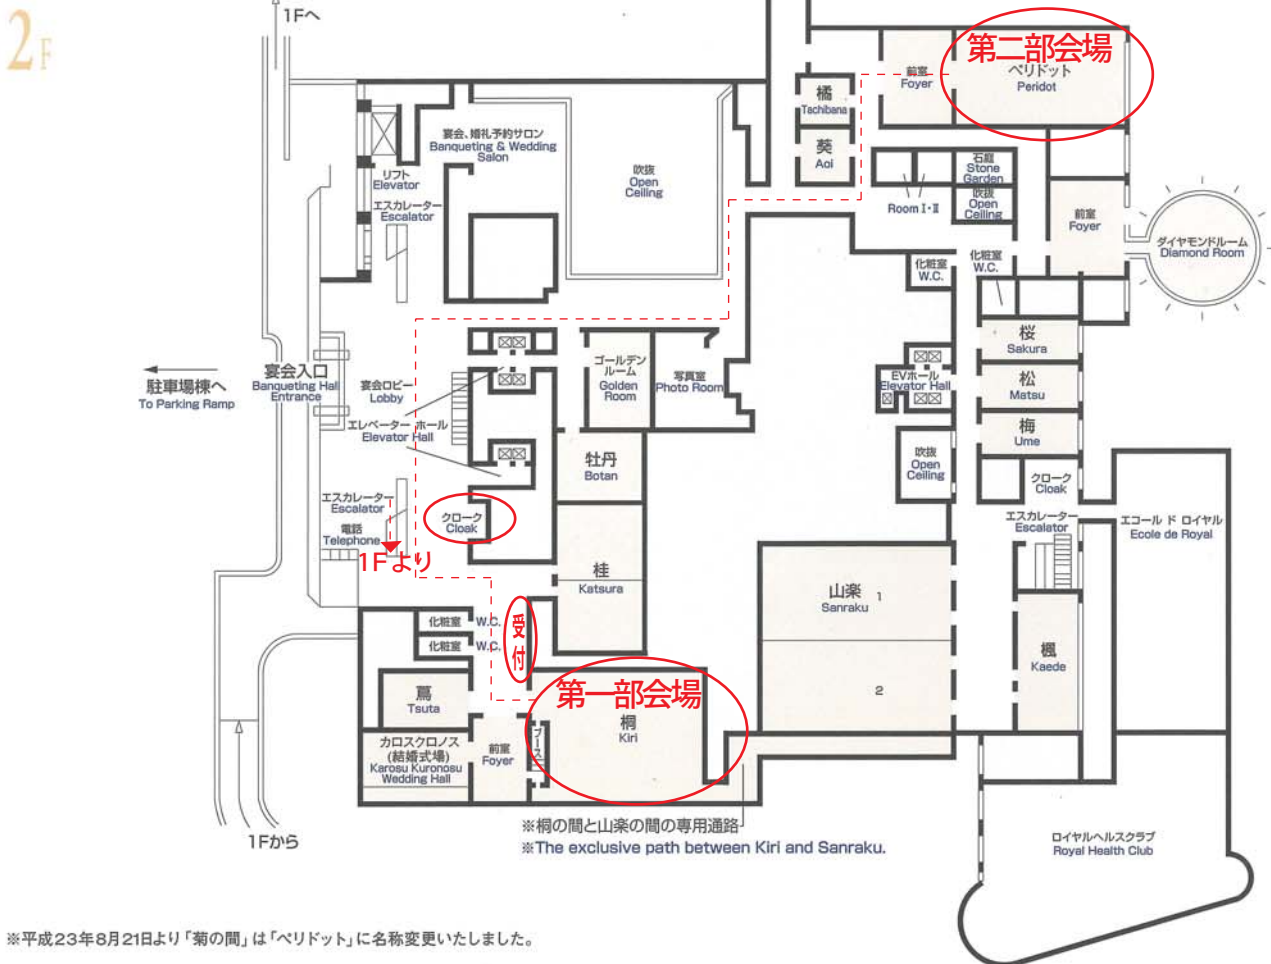 2F
1Fへ
第二部会場
ペリドット
Peridot
前室
Foyer
橘
Tachibana
葵
Aoi
宴会、婚礼予約サロン
Banqueting & Wedding
Salon
吹抜
Open
Ceiling
リフト
Elevator
エスカレーター
Escalator
石庭
Stone
Garden
吹抜
Open
Ceiling
Room I・II
前室
Foyer
ダイヤモンドルーム
Diamond Room
化粧室
W.C.
化粧室
W.C.
桜
Sakura
松
Matsu
梅
Ume
EVホール
Elevator Hall
ゴールデン
ルーム
Golden
Room
写真室
Photo Room
宴会入口
Banqueting Hall
Entrance
駐車場棟へ
To Parking Ramp
宴会ロビー
Lobby
エレベーター ホール
Elevator Hall
牡丹
Botan
吹抜
Open
Ceiling
クローク
Cloak
エスカレーター
Escalator
電話
Telephone
クローク
Cloak
1Fより
エスカレーター
Escalator
エコール ド ロイヤル
Ecole de Royal
桂
Katsura
山楽
Sanraku
1
2
楓
Kaede
化粧室 W.C.
化粧室 W.C.
受付
蔦
Tsuta
第一部会場
桐
Kiri
ブース
前室
Foyer
カロスクロノス
(結婚式場)
Karosu Kuronosu
Wedding Hall
※桐の間と山楽の間の専用通路
※The exclusive path between Kiri and Sanraku.
1Fから
ロイヤルヘルスクラブ
Royal Health Club
※平成23年8月21日より「菊の間」は「ペリドット」に名称変更いたしました。